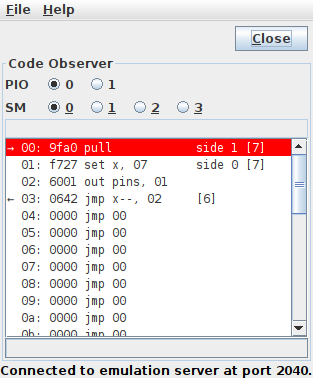 File Help
Close
Code Observer
PIO 0 1
SM 0 1 2 3
→ 00: 9fa0 pull side 1 [7]
01: f727 set x, 07 side 0 [7]
02: 6001 out pins, 01
← 03: 0642 jmp x--, 02 [6]
04: 0000 jmp 00
05: 0000 jmp 00
06: 0000 jmp 00
07: 0000 jmp 00
08: 0000 jmp 00
09: 0000 jmp 00
0a: 0000 jmp 00
0b: 0000 jmp 00
Connected to emulation server at port 2040.